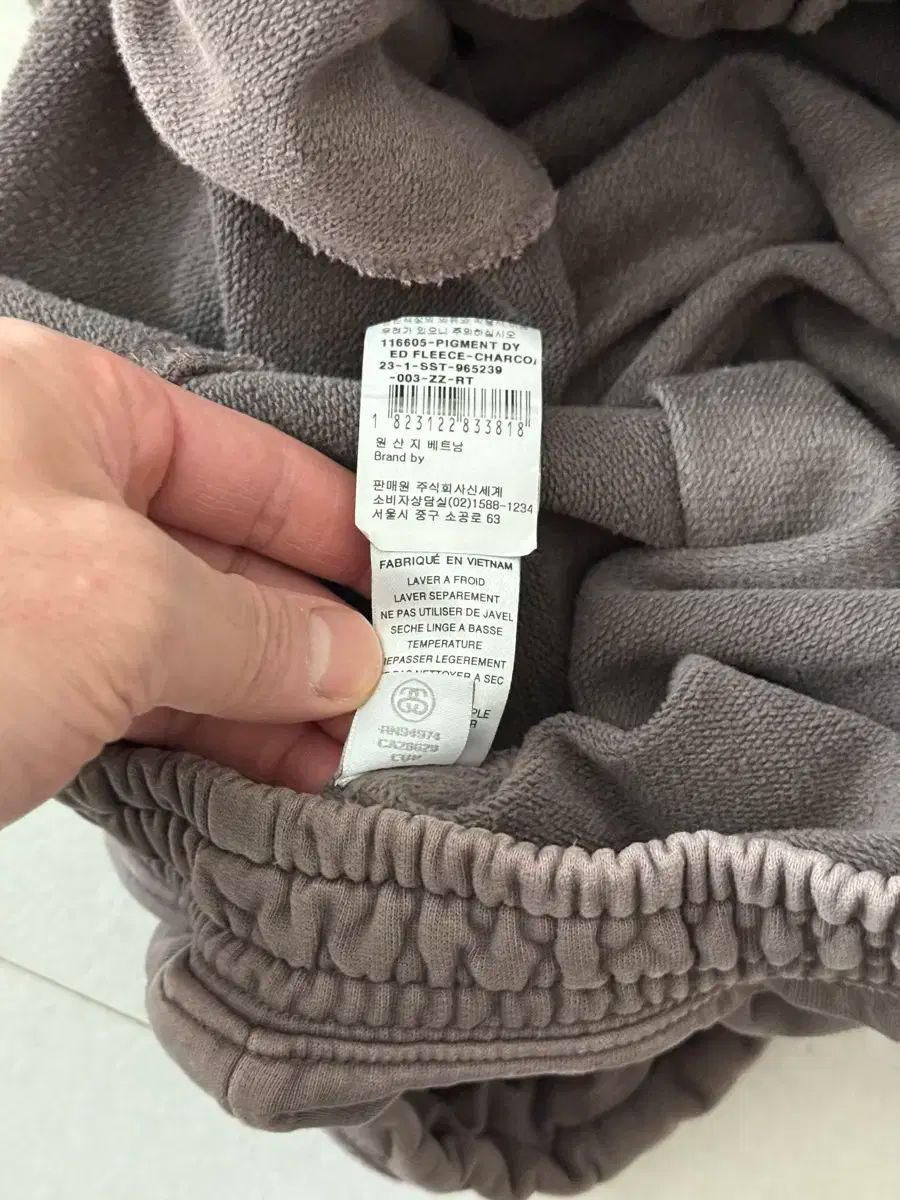 우려가 있으니 주의하십시오
116605-PIGMENT DY
ED FLEECE-CHARCO
23-1-SST-965239
-003-ZZ-RT
1 823122 833818
원 산 지 베트남
Brand by
판매원 주식회사신세계
소비자상담실(02)1588-1234
서울시 중구 소공로 63
FABRIQUÉ EN VIETNAM
LAVER A FROID
LAVER SEPAREMENT
NE PAS UTILISER DE JAVEL
SECHE LINGE A BASSE
TEMPERATURE
REPASSER LEGEREMENT
PAS NETTOYER A SEC
PLE
R
RN94974
CA28629